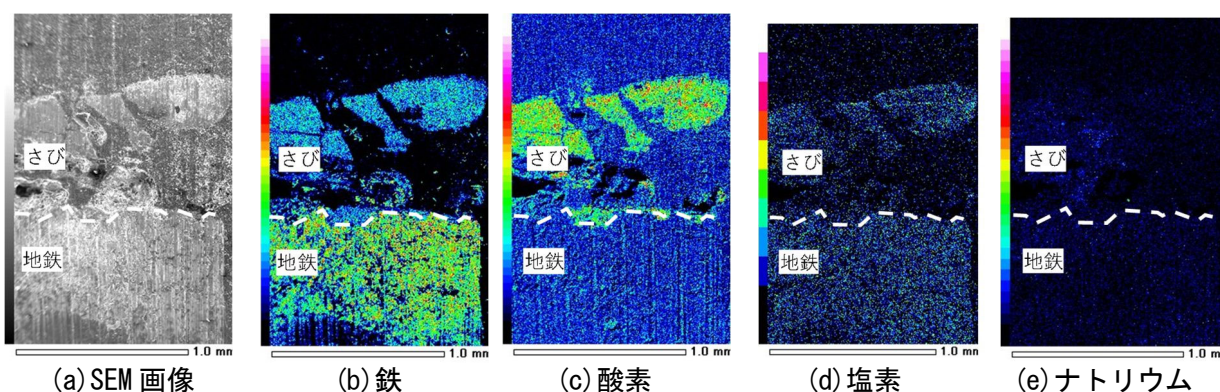 さび
地鉄
1.0 mm
(a) SEM 画像
さび
地鉄
1.0 mm
(b) 鉄
さび
地鉄
1.0 mm
(c) 酸素
さび
地鉄
1.0 mm
(d) 塩素
さび
地鉄
1.0 mm
(e) ナトリウム